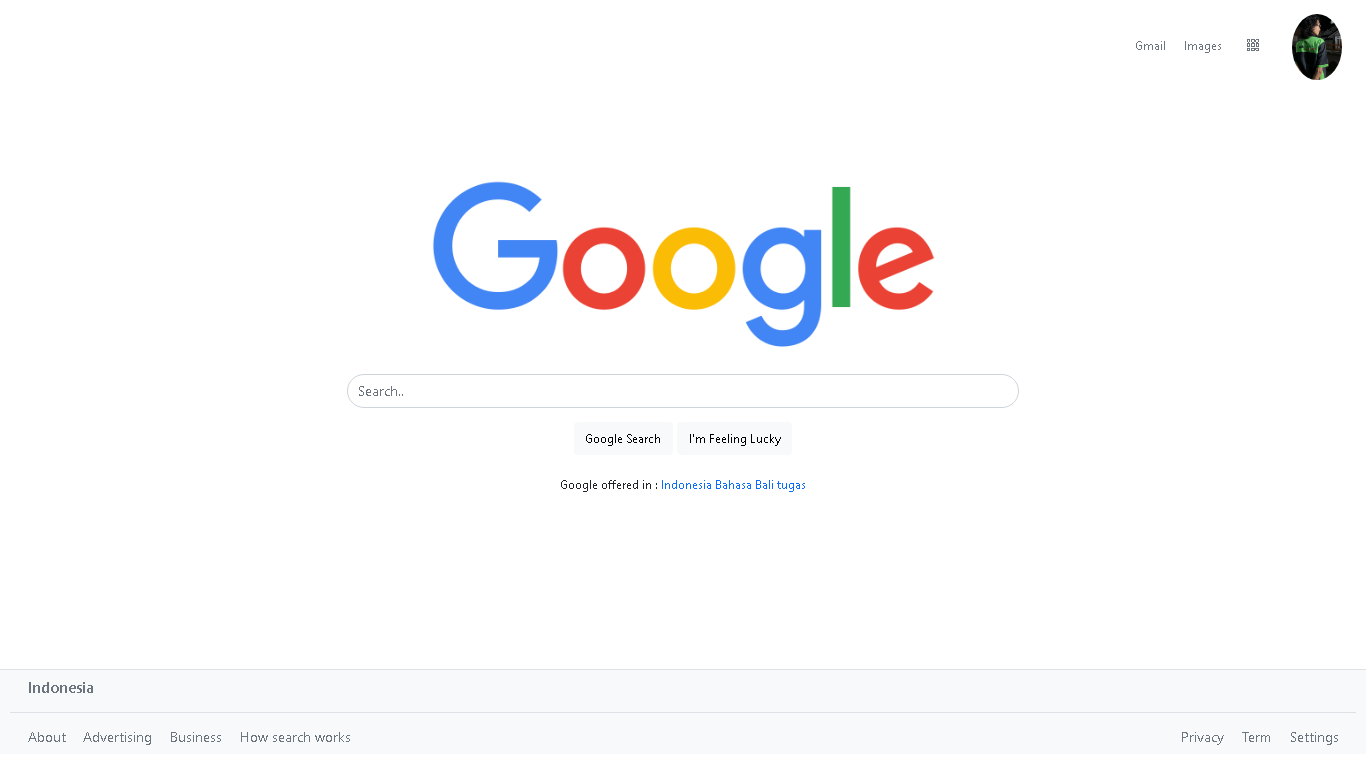 Gmail Images
Google
Search..
Google Search I'm Feeling Lucky
Google offered in : Indonesia Bahasa Bali tugas
Indonesia
About Advertising Business How search works Privacy Term Settings